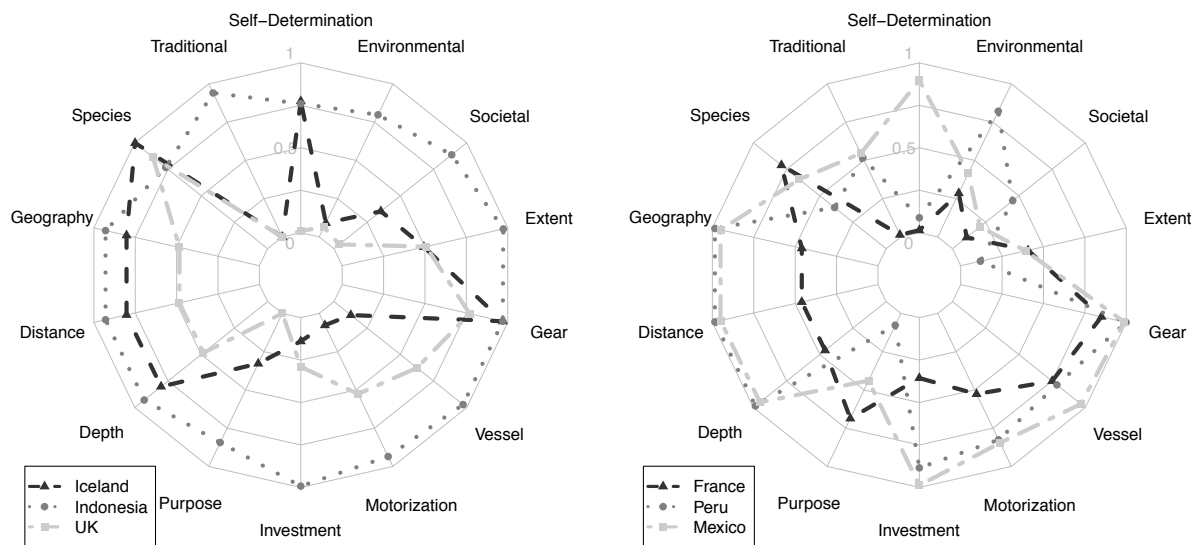 Self−Determination
Traditional
Environmental
1
Species
Societal
0.5
Geography
Extent
0
Distance
Gear
Depth
Vessel
Purpose
Motorization
Investment
Iceland
Indonesia
UK
Self−Determination
Traditional
Environmental
1
Species
Societal
0.5
Geography
Extent
0
Distance
Gear
Depth
Vessel
Purpose
Motorization
Investment
France
Peru
Mexico